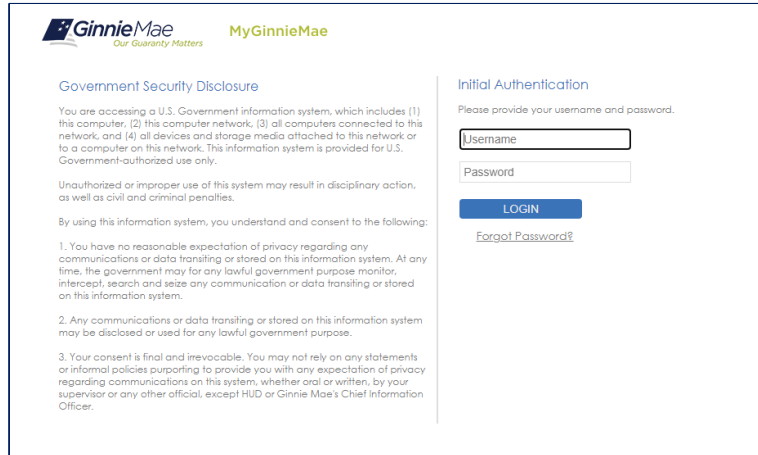 GinnieMae
Our Guaranty Matters
MyGinnieMae
Government Security Disclosure
You are accessing a U.S. Government information system, which includes (1)
this computer, (2) this computer network, (3) all computers connected to this
network, and (4) all devices and storage media attached to this network or
to a computer on this network. This information system is provided for U.S.
Government-authorized use only.
Unauthorized or improper use of this system may result in disciplinary action,
as well as civil and criminal penalties.
By using this information system, you understand and consent to the following:
1. You have no reasonable expectation of privacy regarding any
communications or data transiting or stored on this information system. At any
time, the government may for any lawful government purpose monitor,
intercept, search and seize any communication or data transiting or stored
on this information system.
2. Any communications or data transiting or stored on this information system
may be disclosed or used for any lawful government purpose.
3. Your consent is final and irrevocable. You may not rely on any statements
or informal policies purporting to provide you with any expectation of privacy
regarding communications on this system, whether oral or written, by your
supervisor or any other official, except HUD or Ginnie Mae's Chief Information
Officer.
Initial Authentication
Please provide your username and password.
Username
Password
LOGIN
Forgot Password?